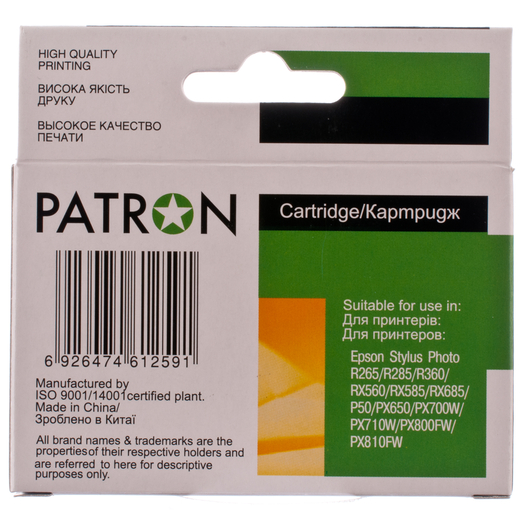 HIGH QUALITY
PRINTING
ВИСОКА ЯКІСТЬ
ДРУКУ
ВЫСОКОЕ КАЧЕСТВО
ПЕЧАТИ
PATRON
Cartridge/Картридж
6 926474 612591
Manufactured by
ISO 9001/14001certified plant.
Made in China/
Зроблено в Китаї
All brand names & trademarks are the
propertiesof their respective holders and
are referred to here for descriptive
purposes only.
Suitable for use in:
Для принтерів:
Для принтеров:
Epson Stylus Photo
R265/R285/R360/
RX560/RX585/RX685/
P50/PX650/PX700W/
PX710W/PX800FW/
PX810FW